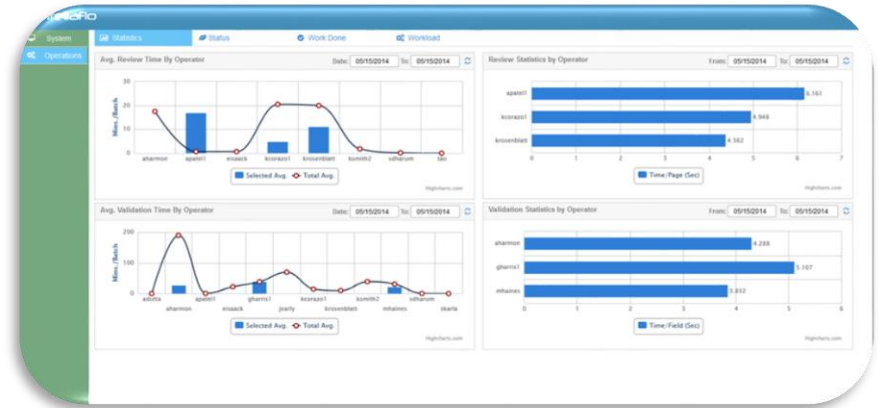 System
Operations
Statistics Status Work Done Workload
Avg. Review Time By Operator Date: 05/15/2014 To: 05/15/2014
Mins./Batch
30
20
10
0
aharmon apatel1 eisaack kcorazo1 krosenblatt ksmith2 sdharum tao
Selected Avg. Total Avg.
Highcharts.com
Review Statistics by Operator From: 05/15/2014 To: 05/15/2014
apatel1 6.163
kcorazo1 4.948
krosenblatt 4.362
0 1 2 3 4 5 6 7
Time/Page (Sec)
Highcharts.com
Avg. Validation Time By Operator Date: 05/15/2014 To: 05/15/2014
Mins./Batch
200
100
0
adutta apatel1 gharris1 kcorazo1 ksmith2 sdharum
aharmon eisaack jearly krosenblatt mhaines skarla
Selected Avg. Total Avg.
Highcharts.com
Validation Statistics by Operator From: 05/15/2014 To: 05/15/2014
aharmon 4.288
gharris1 5.107
mhaines
0 1 2 3 4 5 6
Time/Field (Sec)
Highcharts.com